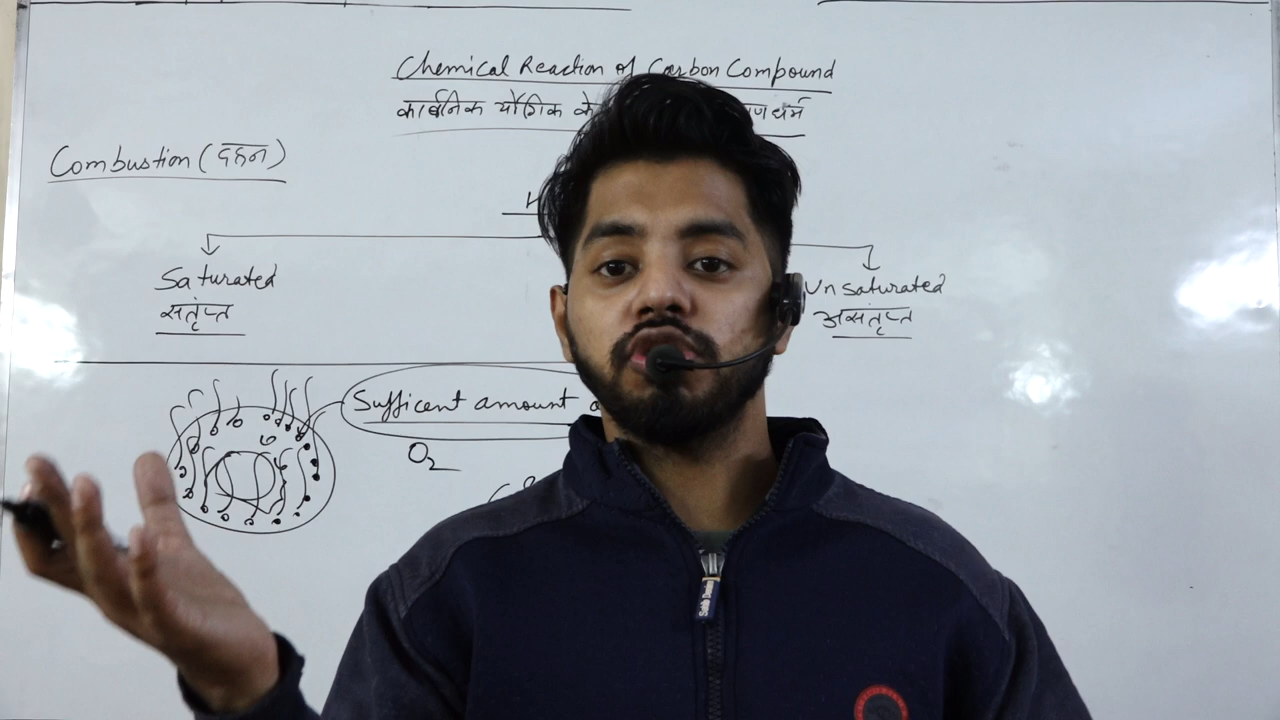 Chemical Reaction of Carbon Compound
कार्बनिक यौगिक के
Combustion (दहन)
Saturated
संतृप्त
Unsaturated
असंतृप्त
Sufficent amount
O₂